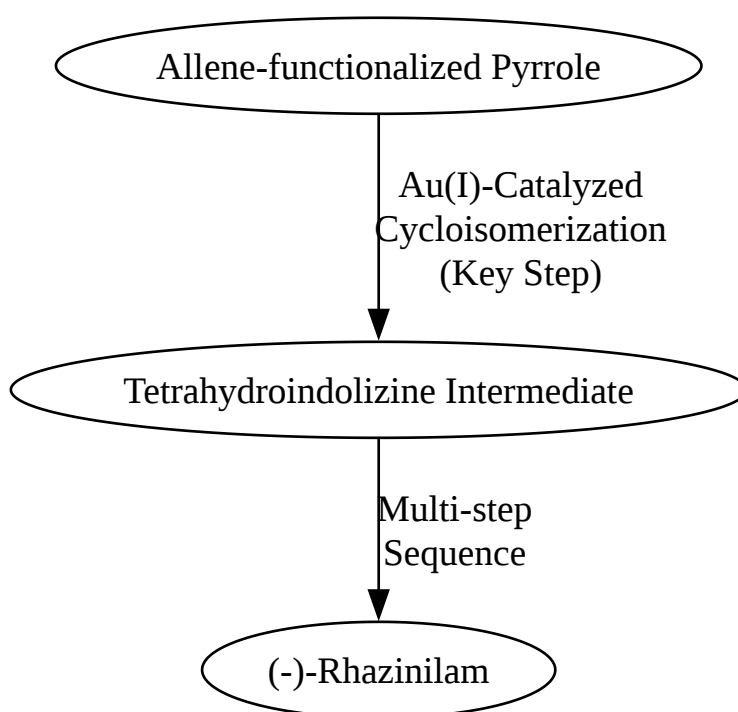 Allene-functionalized Pyrrole
Au(I)-Catalyzed
Cycloisomerization
(Key Step)
Tetrahydroindolizine Intermediate
Multi-step
Sequence
(-)-Rhazinilam